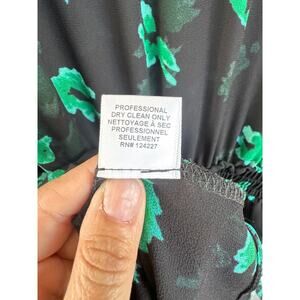 PROFESSIONAL
DRY CLEAN ONLY
NETTOYAGE À SEC
PROFESSIONNEL
SEULEMENT
RN# 124227